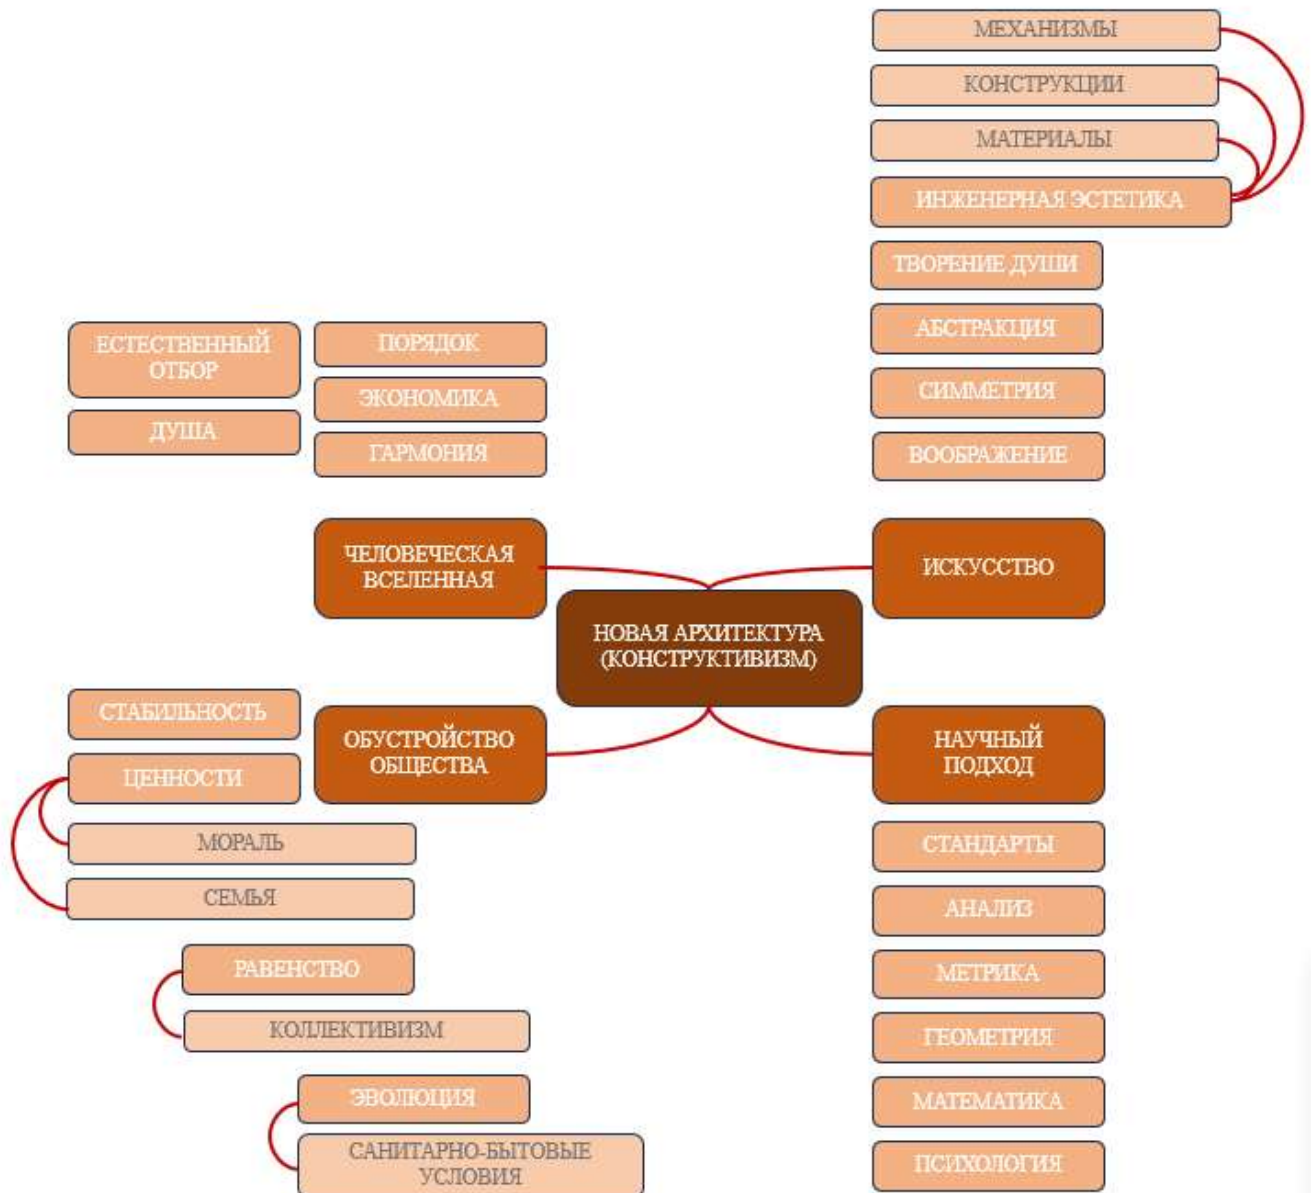 МЕХАНИЗМЫ
КОНСТРУКЦИИ
МАТЕРИАЛЫ
ИНЖЕНЕРНАЯ ЭСТЕТИКА
ТВОРЕНИЕ ДУШИ
АБСТРАКЦИЯ
СИММЕТРИЯ
ВООБРАЖЕНИЕ
ЕСТЕСТВЕННЫЙ
ОТБОР
ДУША
ПОРЯДОК
ЭКОНОМИКА
ГАРМОНИЯ
ЧЕЛОВЕЧЕСКАЯ
ВСЕЛЕННАЯ
ИСКУССТВО
НОВАЯ АРХИТЕКТУРА
(КОНСТРУКТИВИЗМ)
ОБУСТРОЙСТВО
ОБЩЕСТВА
НАУЧНЫЙ
ПОДХОД
СТАБИЛЬНОСТЬ
ЦЕННОСТИ
МОРАЛЬ
СЕМЬЯ
РАВЕНСТВО
КОЛЛЕКТИВИЗМ
ЭВОЛЮЦИЯ
САНИТАРНО-БЫТОВЫЕ
УСЛОВИЯ
СТАНДАРТЫ
АНАЛИЗ
МЕТРИКА
ГЕОМЕТРИЯ
МАТЕМАТИКА
ПСИХОЛОГИЯ